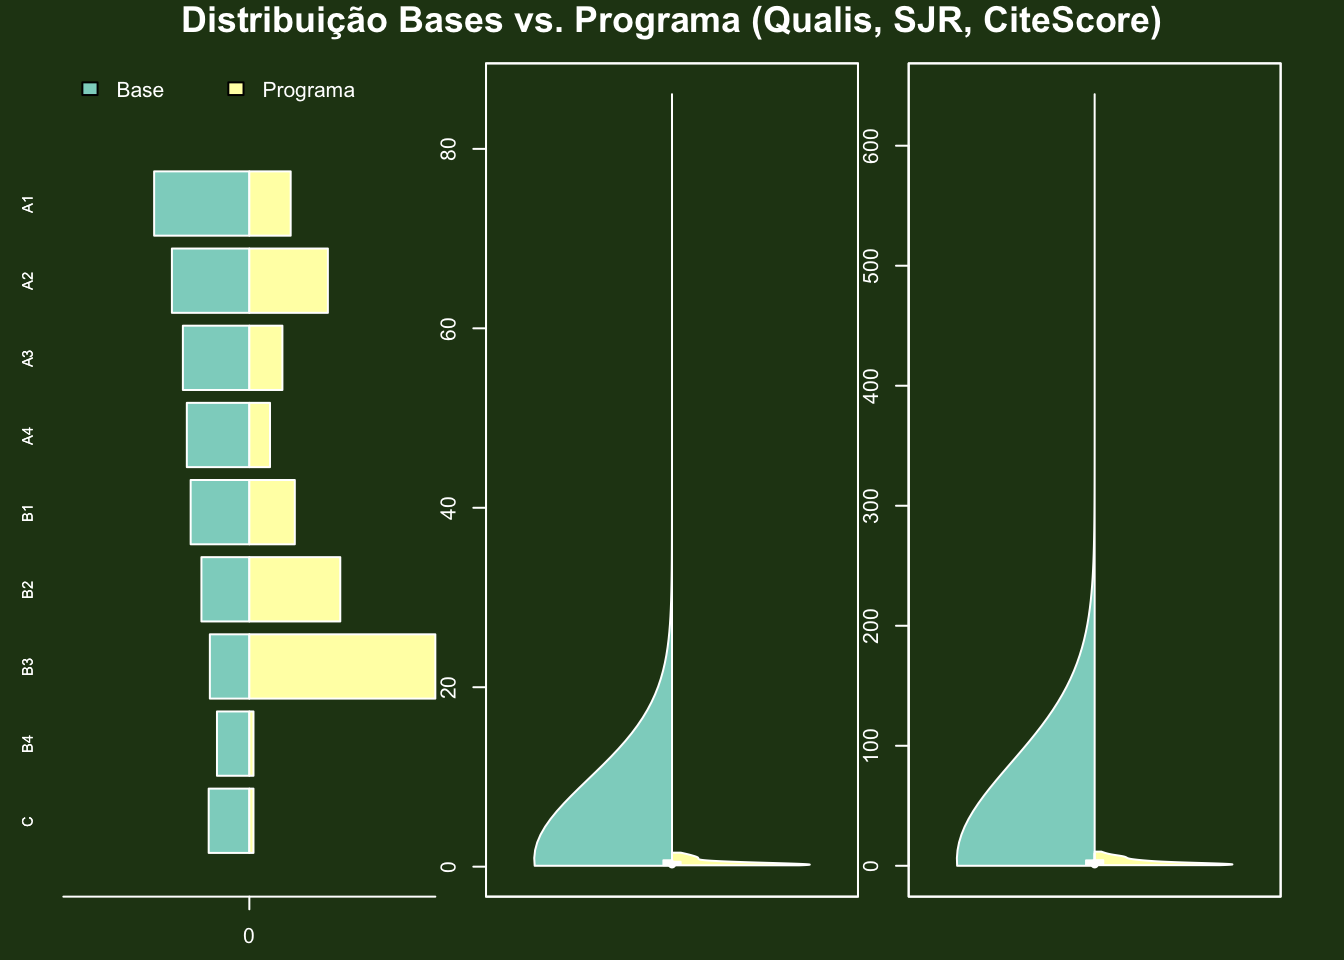 Distribuição Bases vs. Programa (Qualis, SJR, CiteScore)
Base Programa
A1
A2
A3
A4
B1
B2
B3
B4
C
0
80
60
40
20
0
600
500
400
300
200
100
0